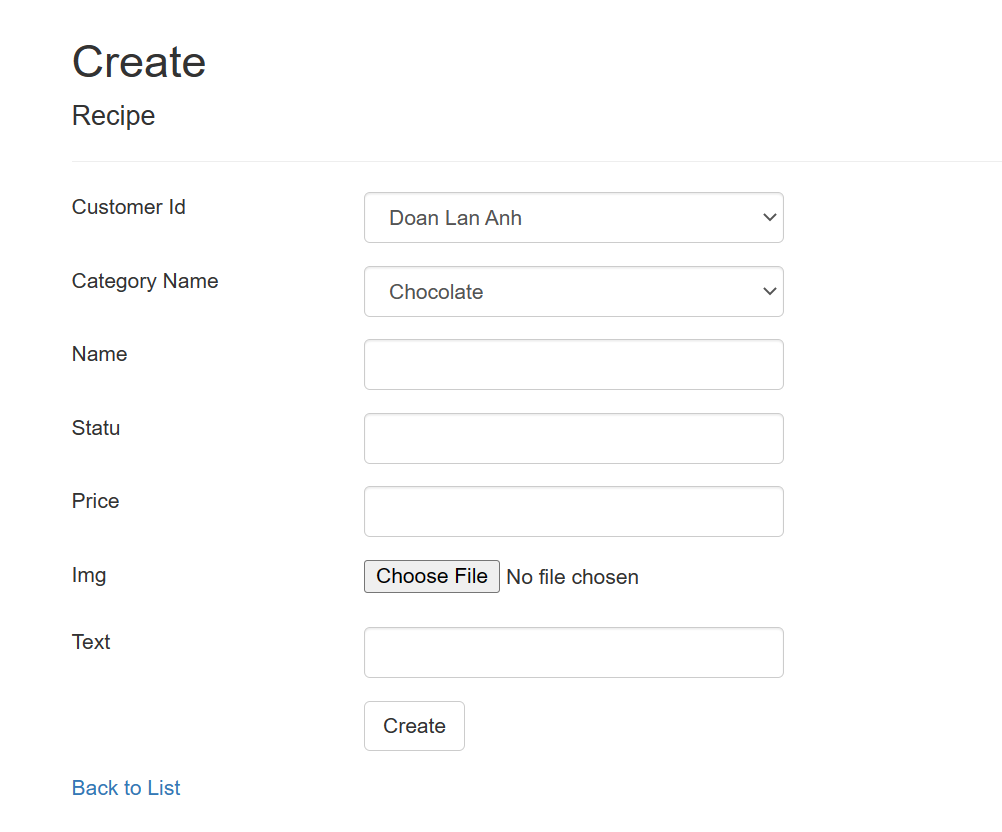 Create
Recipe
Customer Id
Doan Lan Anh
Category Name
Chocolate
Name
Statu
Price
Img
Choose File No file chosen
Text
Create
Back to List